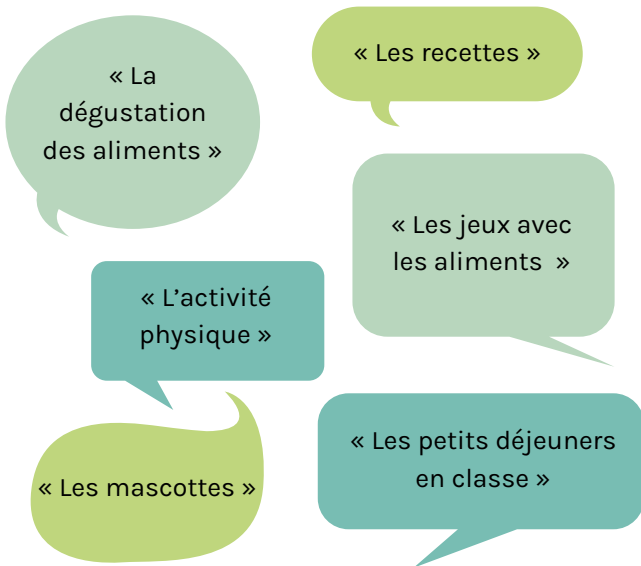 « La
dégustation
des aliments »
« Les recettes »
« Les jeux avec
les aliments »
« L’activité
physique »
« Les petits déjeuners
en classe »
« Les mascottes »